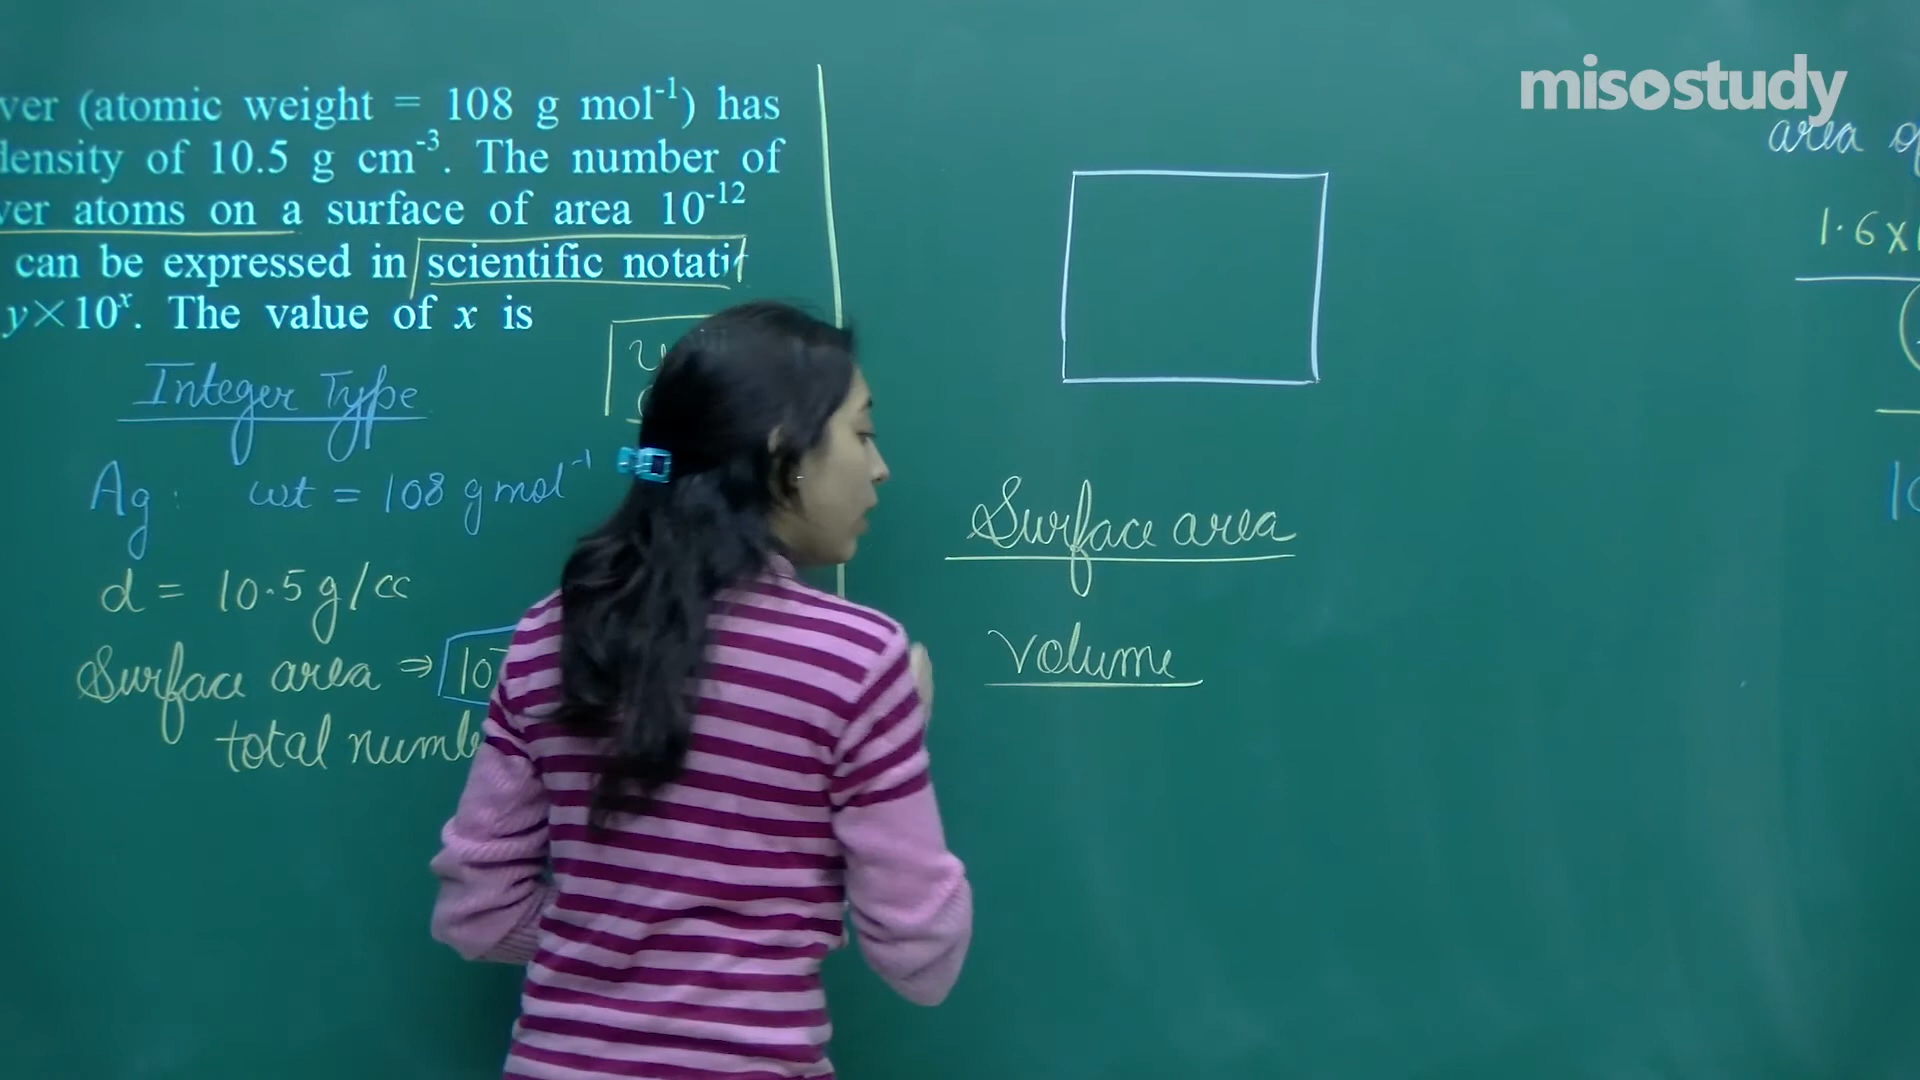 misostudy
ver (atomic weight = 108 g mol⁻¹) has
density of 10.5 g cm⁻³. The number of
ver atoms on a surface of area 10⁻¹²
can be expressed in scientific notati
y×10ˣ. The value of x is
Integer Type
Ag: wt = 108 g mol⁻¹
d = 10.5 g/cc
Surface area ⇒ 10
total numb
Surface area
Volume
area of
1.6×
10